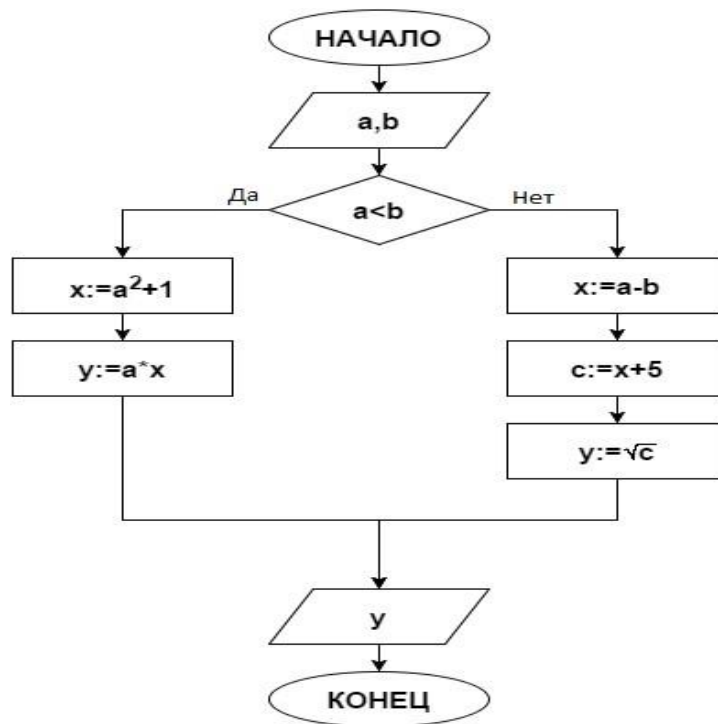 НАЧАЛО
a,b
a<b
Да
Нет
x:=a²+1
y:=a*x
x:=a-b
c:=x+5
y:=√c
y
КОНЕЦ